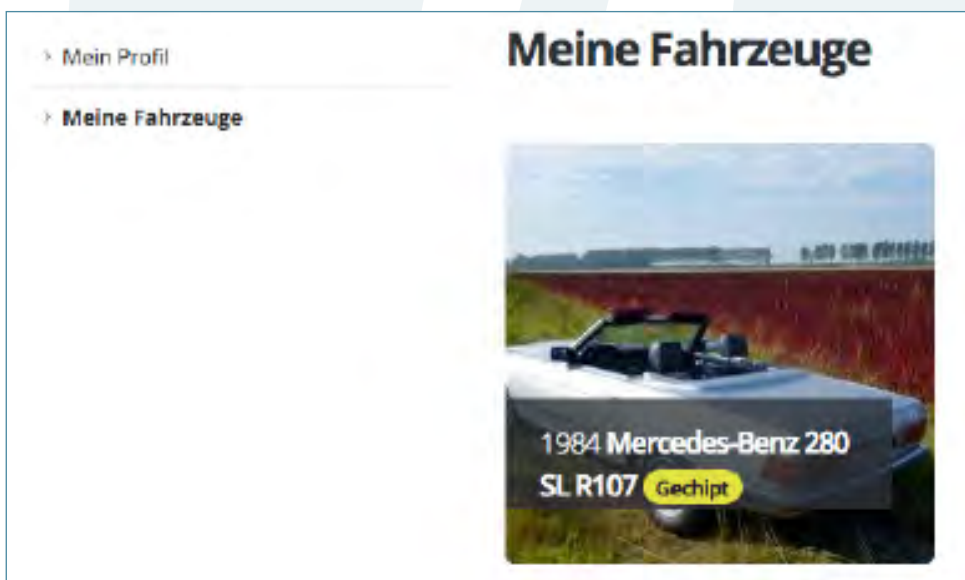 Mein Profil
Meine Fahrzeuge
Meine Fahrzeuge
1984 Mercedes-Benz 280
SL R107 Gechipt